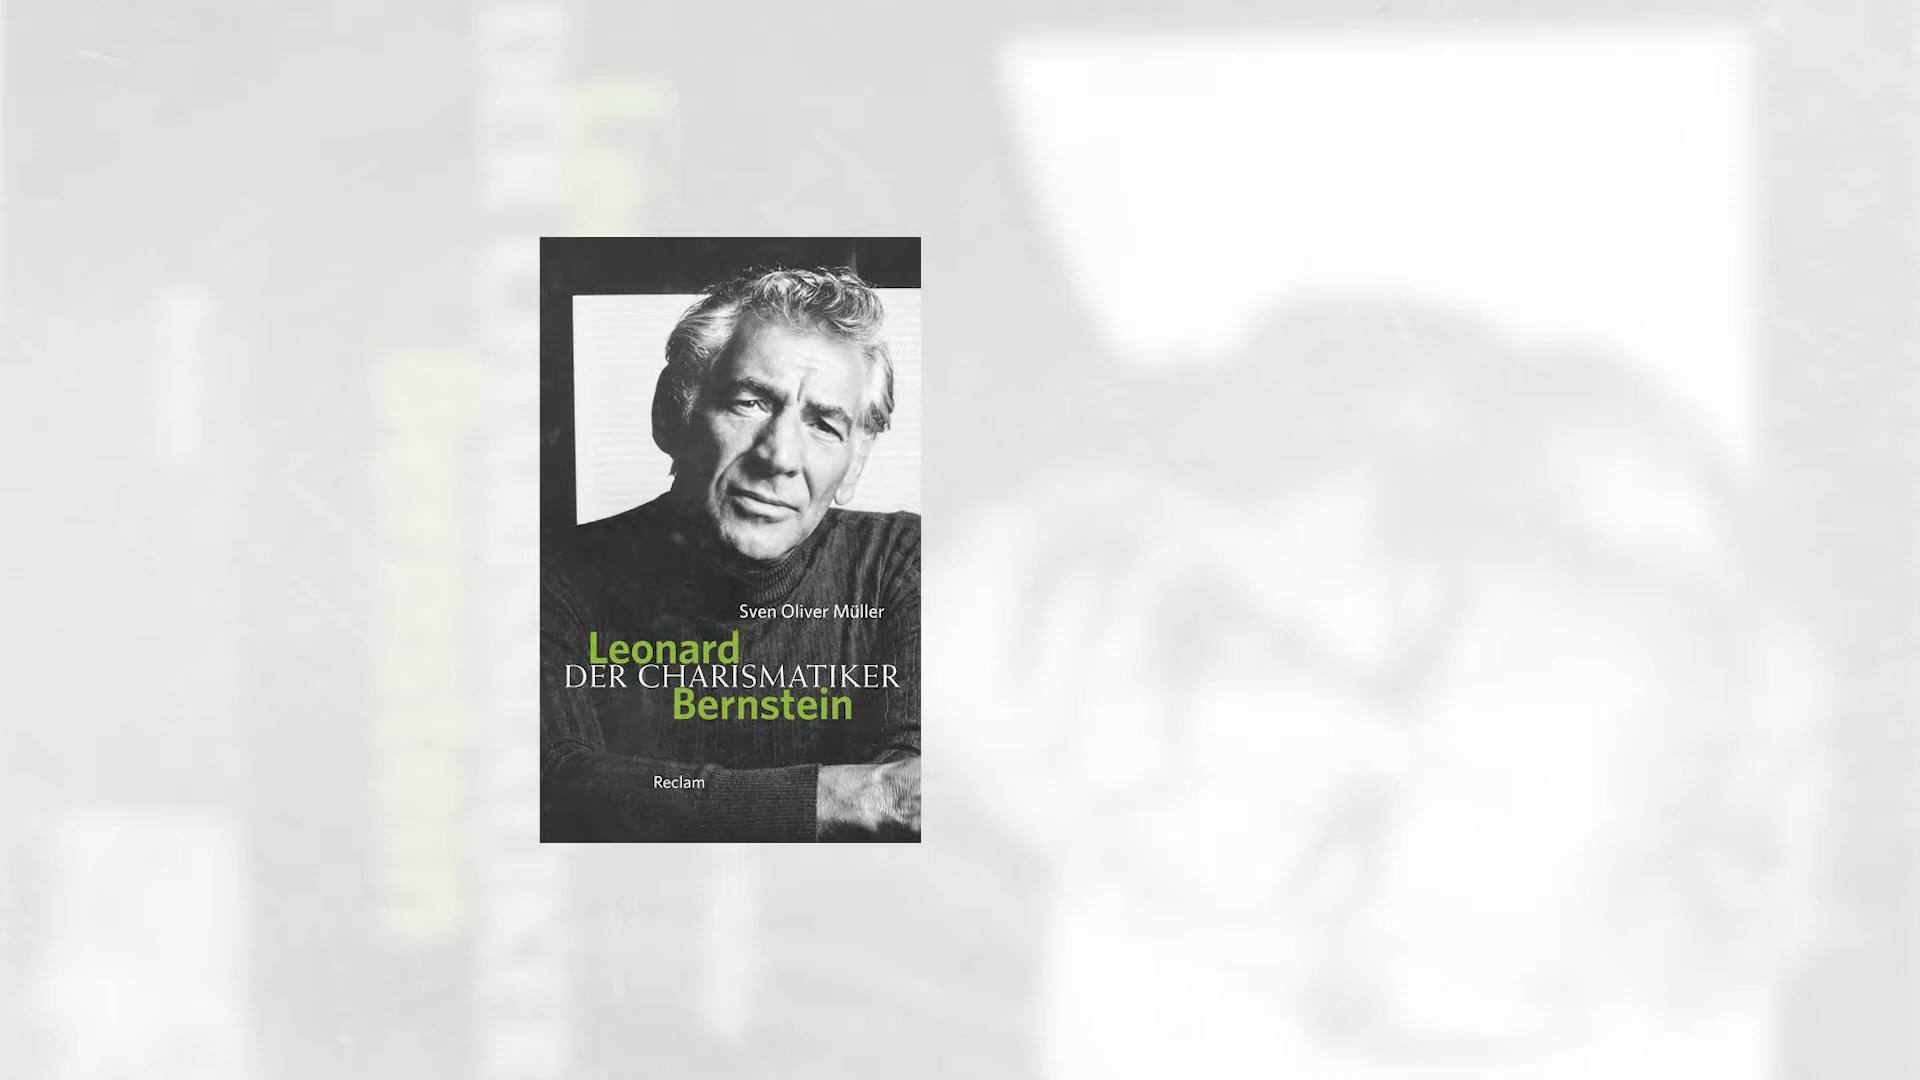 Sven Oliver Müller
Leonard
DER CHARISMATIKER
Bernstein
Reclam